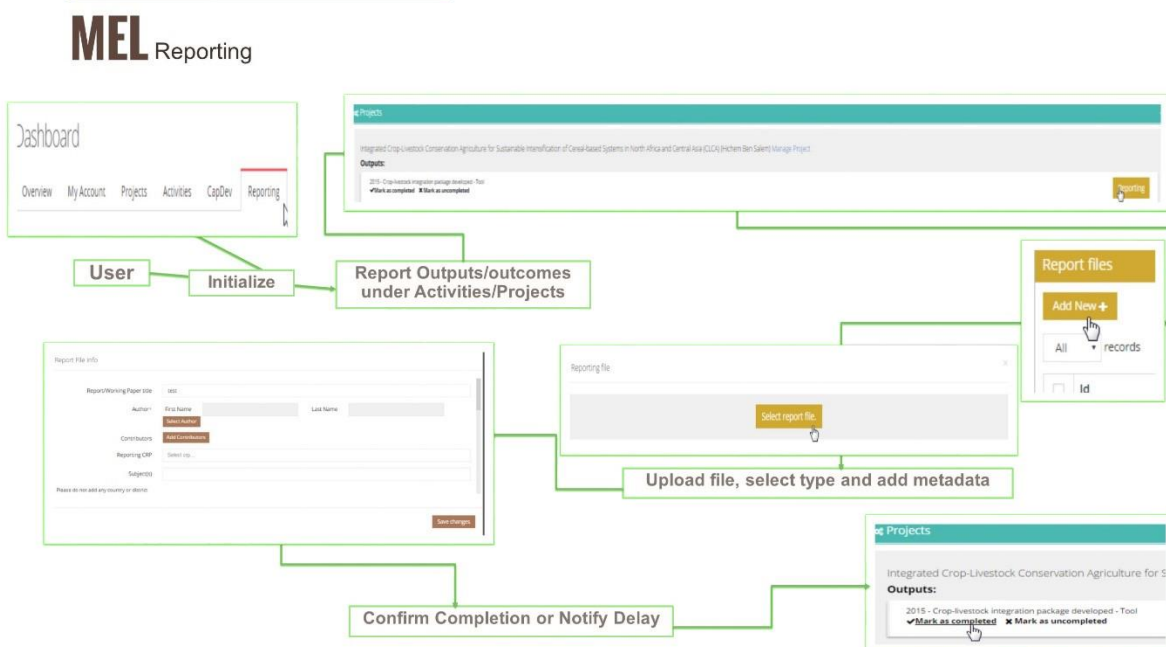 MEL Reporting
Dashboard
Overview My Account Projects Activities CapDev Reporting
Projects
Integrated Crop-Livestock Conservation Agriculture for Sustainable Intensification of Cereal-based Systems in North Africa and Central Asia (CLCA) (Hichem Ben Salem) Manage Project
Outputs:
2015 - Crop-livestock integration package developed - Tool
✔Mark as completed ✖Mark as uncompleted
Reporting
User
Initialize
Report Outputs/outcomes
under Activities/Projects
Report files
Add New +
All records
Id
Reporting file
×
Select report file.
Upload file, select type and add metadata
Report File info
Report/Working Paper title test
Author* First Name Last Name
Select Author
Contributors Add Contributors
Reporting CRP Select crp...
Subject(s)
Please do not add any country or district
Save changes
Confirm Completion or Notify Delay
Projects
Integrated Crop-Livestock Conservation Agriculture for S
Outputs:
2015 - Crop-livestock integration package developed - Tool
✔Mark as completed ✖Mark as uncompleted